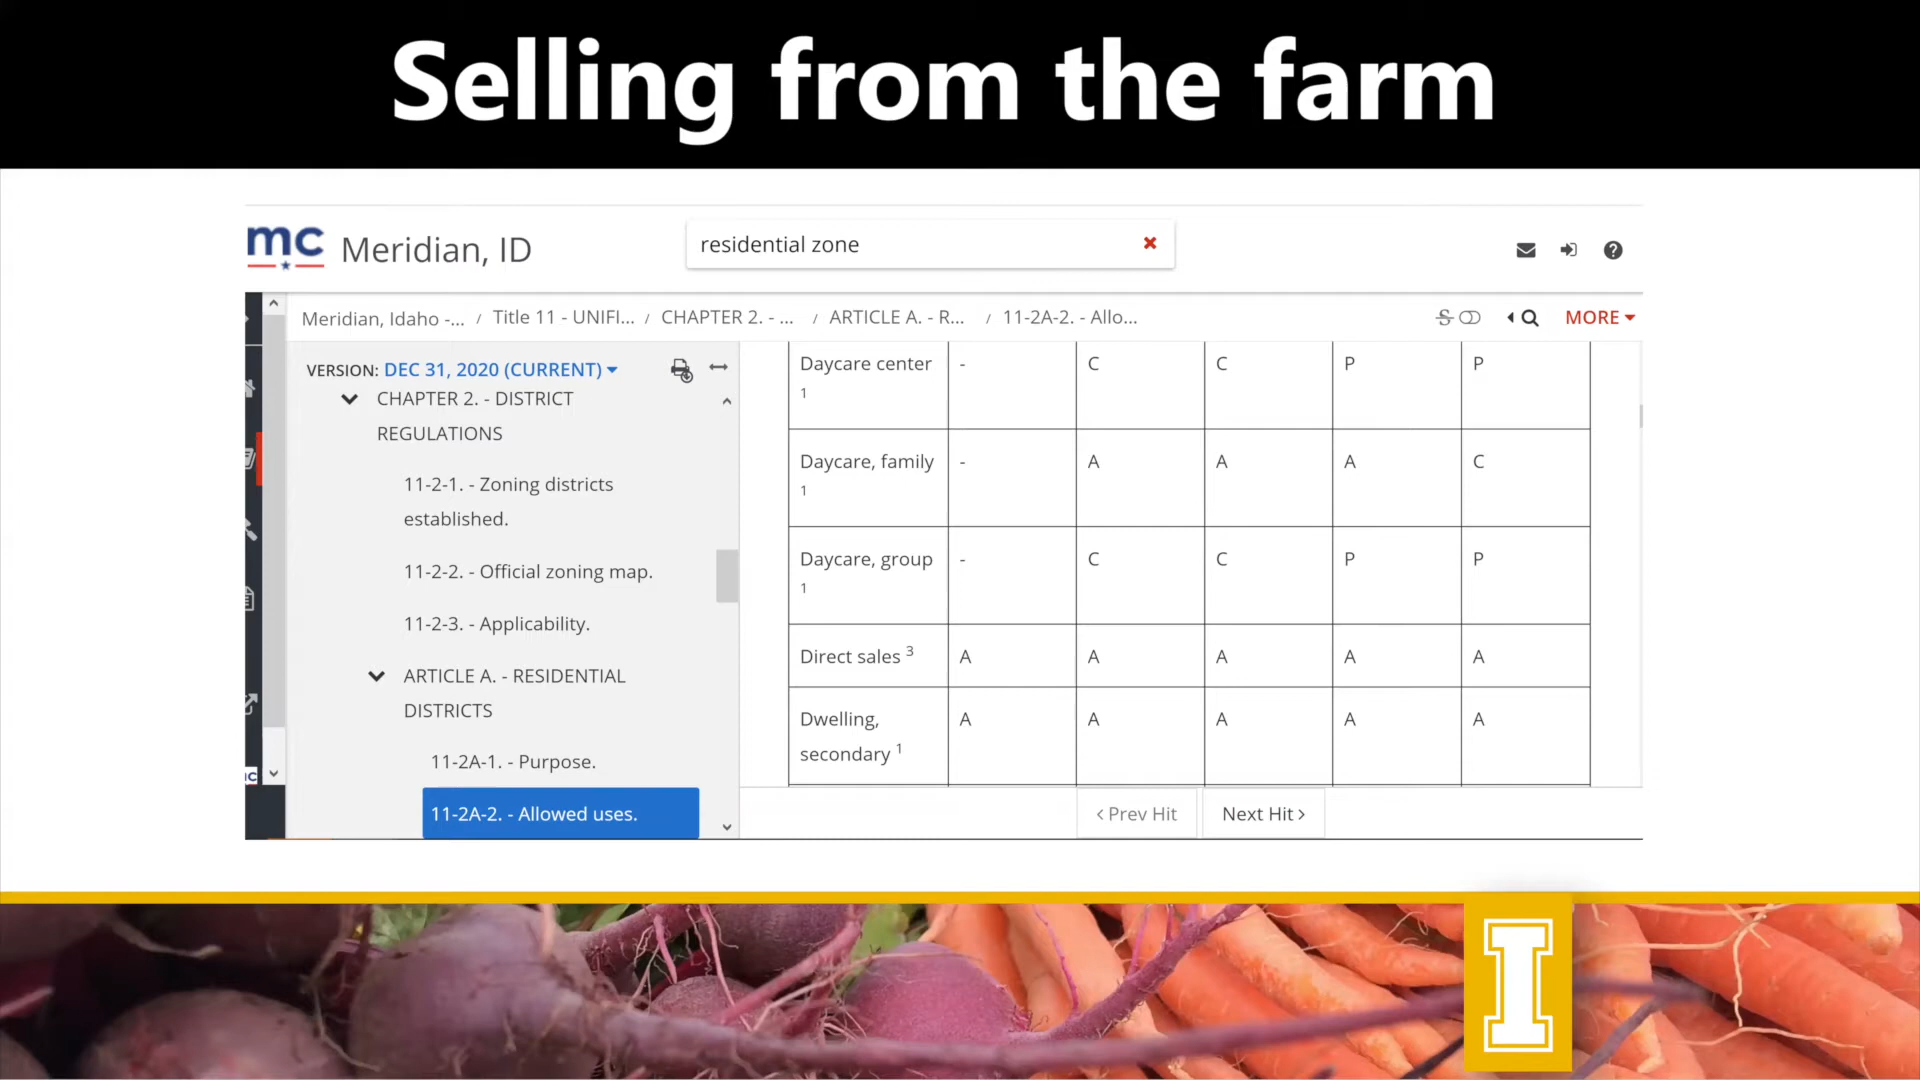 Selling from the farm
mc Meridian, ID
residential zone
Meridian, Idaho -... / Title 11 - UNIFI... / CHAPTER 2. - ... / ARTICLE A. - R... / 11-2A-2. - Allo...
MORE
VERSION: DEC 31, 2020 (CURRENT)
CHAPTER 2. - DISTRICT
REGULATIONS
11-2-1. - Zoning districts
established.
11-2-2. - Official zoning map.
11-2-3. - Applicability.
ARTICLE A. - RESIDENTIAL
DISTRICTS
11-2A-1. - Purpose.
11-2A-2. - Allowed uses.
Daycare center - C C P P
1
Daycare, family - A A A C
1
Daycare, group - C C P P
1
Direct sales 3 A A A A A
Dwelling, A A A A A
secondary 1
< Prev Hit Next Hit >
I